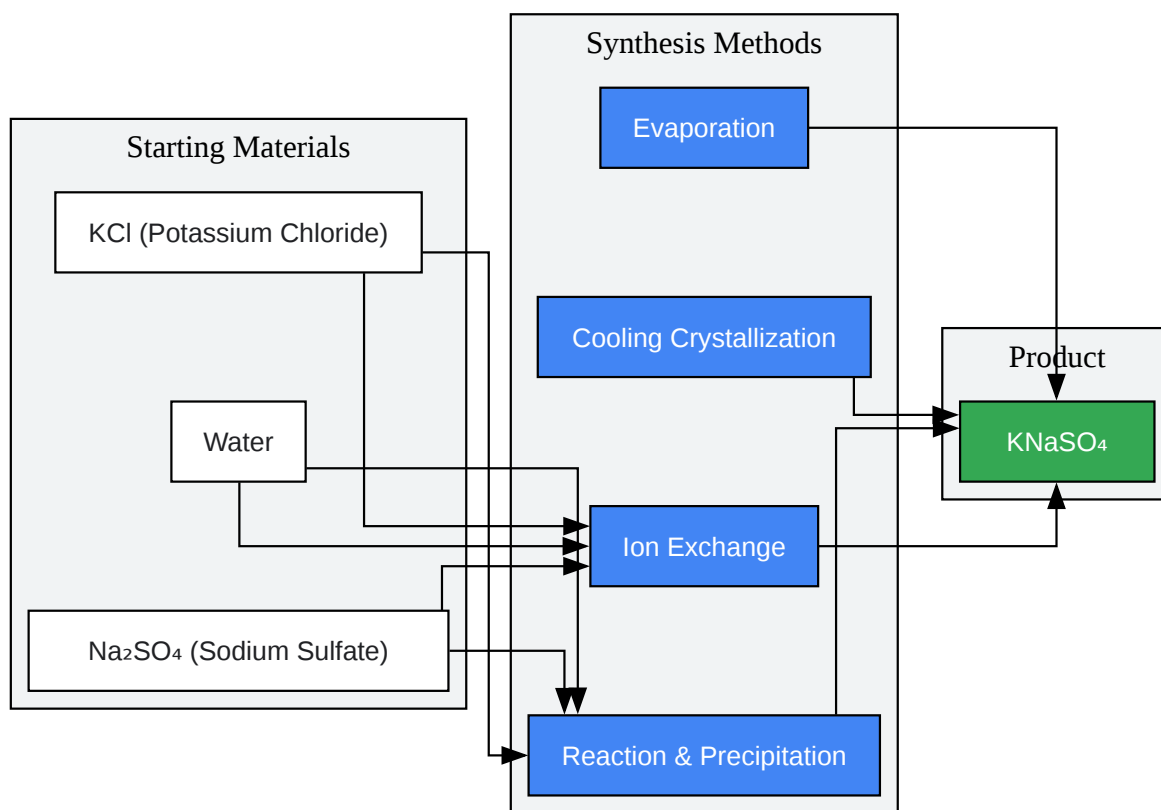 Starting Materials
KCl (Potassium Chloride)
Water
Na₂SO₄ (Sodium Sulfate)
Synthesis Methods
Evaporation
Cooling Crystallization
Ion Exchange
Reaction & Precipitation
Product
KNaSO₄